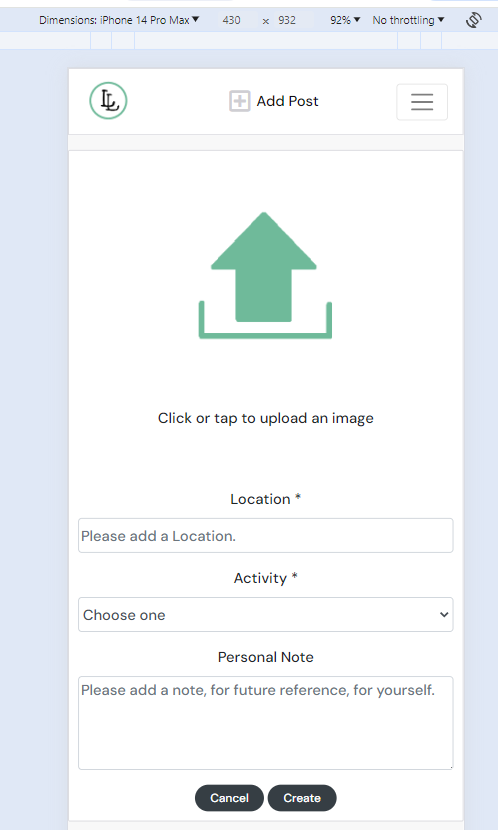 Dimensions: iPhone 14 Pro Max ▼ 430 × 932 92% ▼ No throttling ▼
LL Add Post
Click or tap to upload an image
Location *
Please add a Location.
Activity *
Choose one
Personal Note
Please add a note, for future reference, for yourself.
Cancel Create